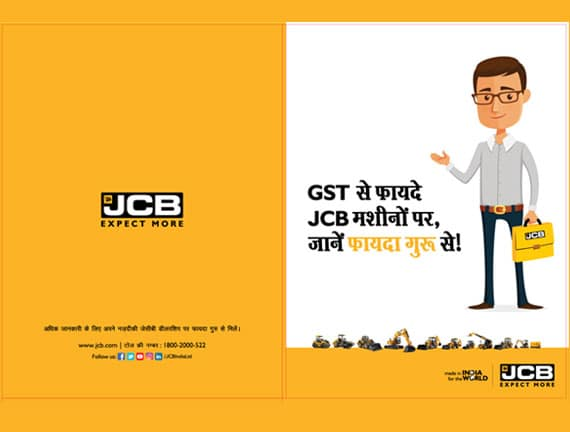 JCB
EXPECT MORE
अधिक जानकारी के लिए अपने नज़दीकी जेसीबी डीलरशिप पर फायदा गुरु से मिलें।
www.jcb.com | टोल फ्री नम्बर : 1800-2000-522
Follow us: /JCBIndiaLtd
GST से फ़ायदे
JCB मशीनों पर,
जानें फ़ायदा गुरू से!
JCB
made in INDIA
for the WORLD
JCB
EXPECT MORE